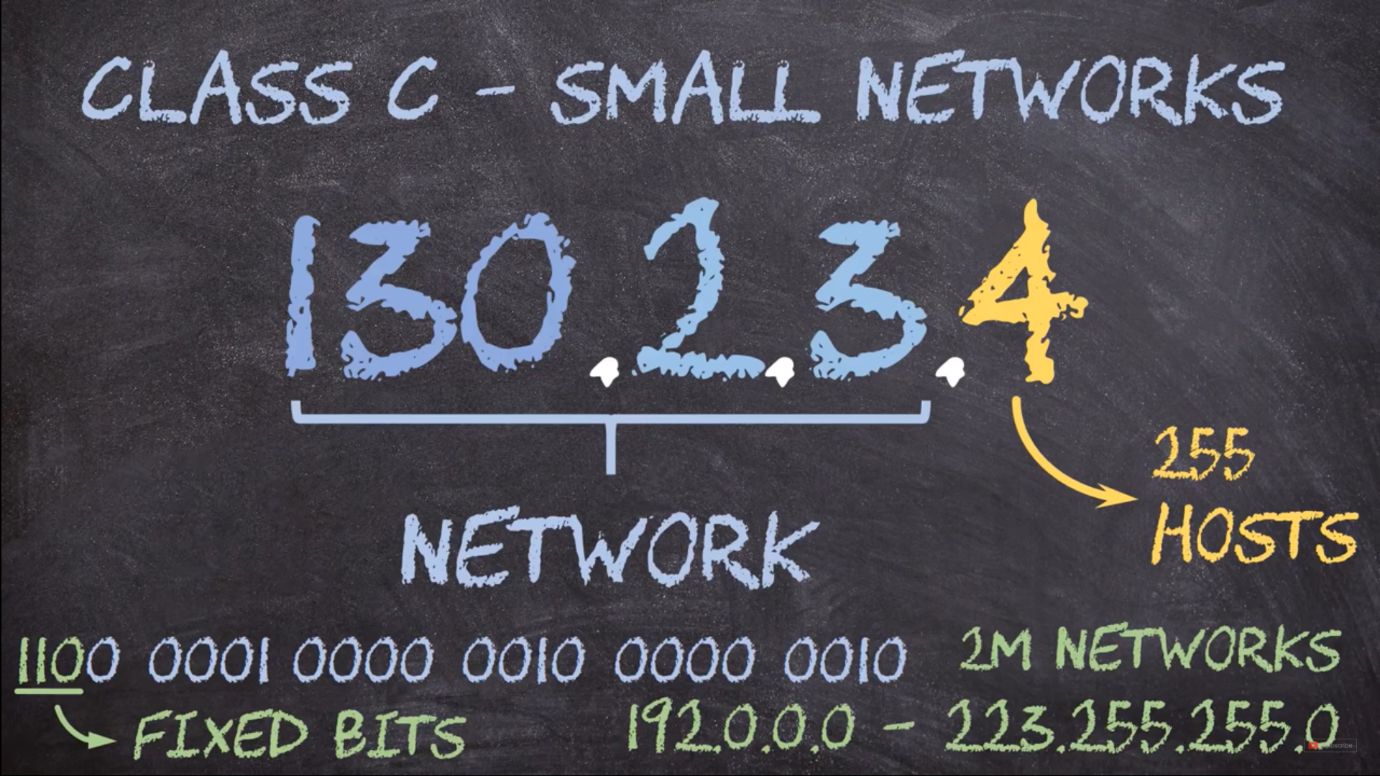 CLASS C - SMALL NETWORKS
130.2.3.4
255
HOSTS
NETWORK
1100 0001 0000 0010 0000 0010
2M NETWORKS
FIXED BITS
192.0.0.0 - 223.255.255.0